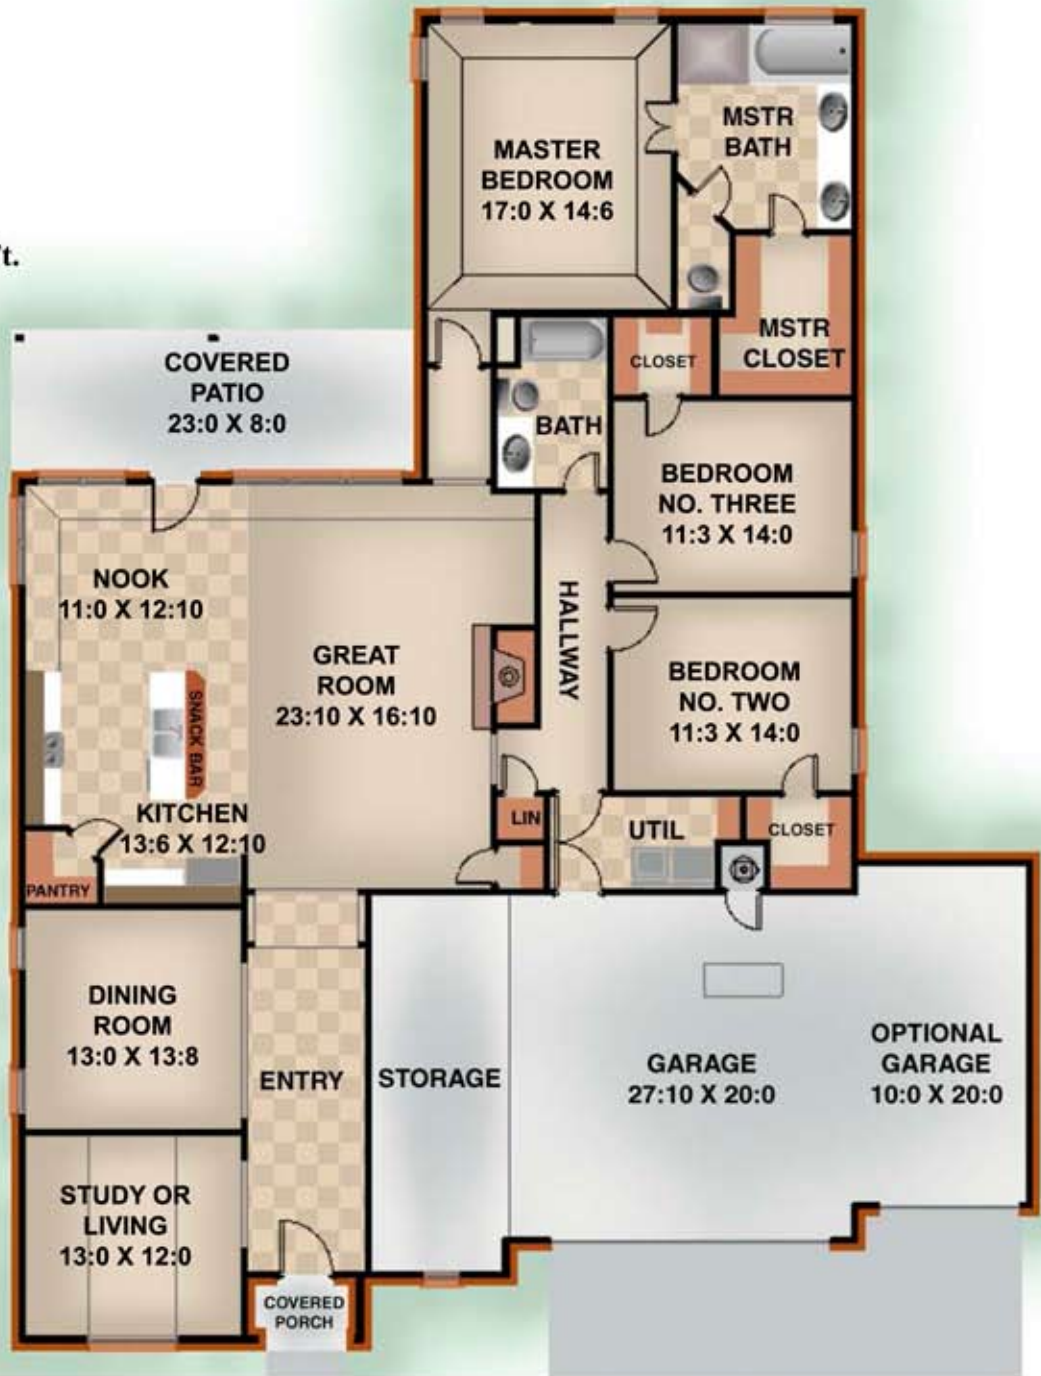 MASTER
BEDROOM
17:0 X 14:6
MSTR
BATH
MSTR
CLOSET
CLOSET
COVERED
PATIO
23:0 X 8:0
BATH
BEDROOM
NO. THREE
11:3 X 14:0
NOOK
11:0 X 12:10
HALLWAY
GREAT
ROOM
23:10 X 16:10
BEDROOM
NO. TWO
11:3 X 14:0
SNACK BAR
KITCHEN
13:6 X 12:10
LIN
UTIL
CLOSET
PANTRY
DINING
ROOM
13:0 X 13:8
ENTRY
STORAGE
GARAGE
27:10 X 20:0
OPTIONAL
GARAGE
10:0 X 20:0
STUDY OR
LIVING
13:0 X 12:0
COVERED
PORCH